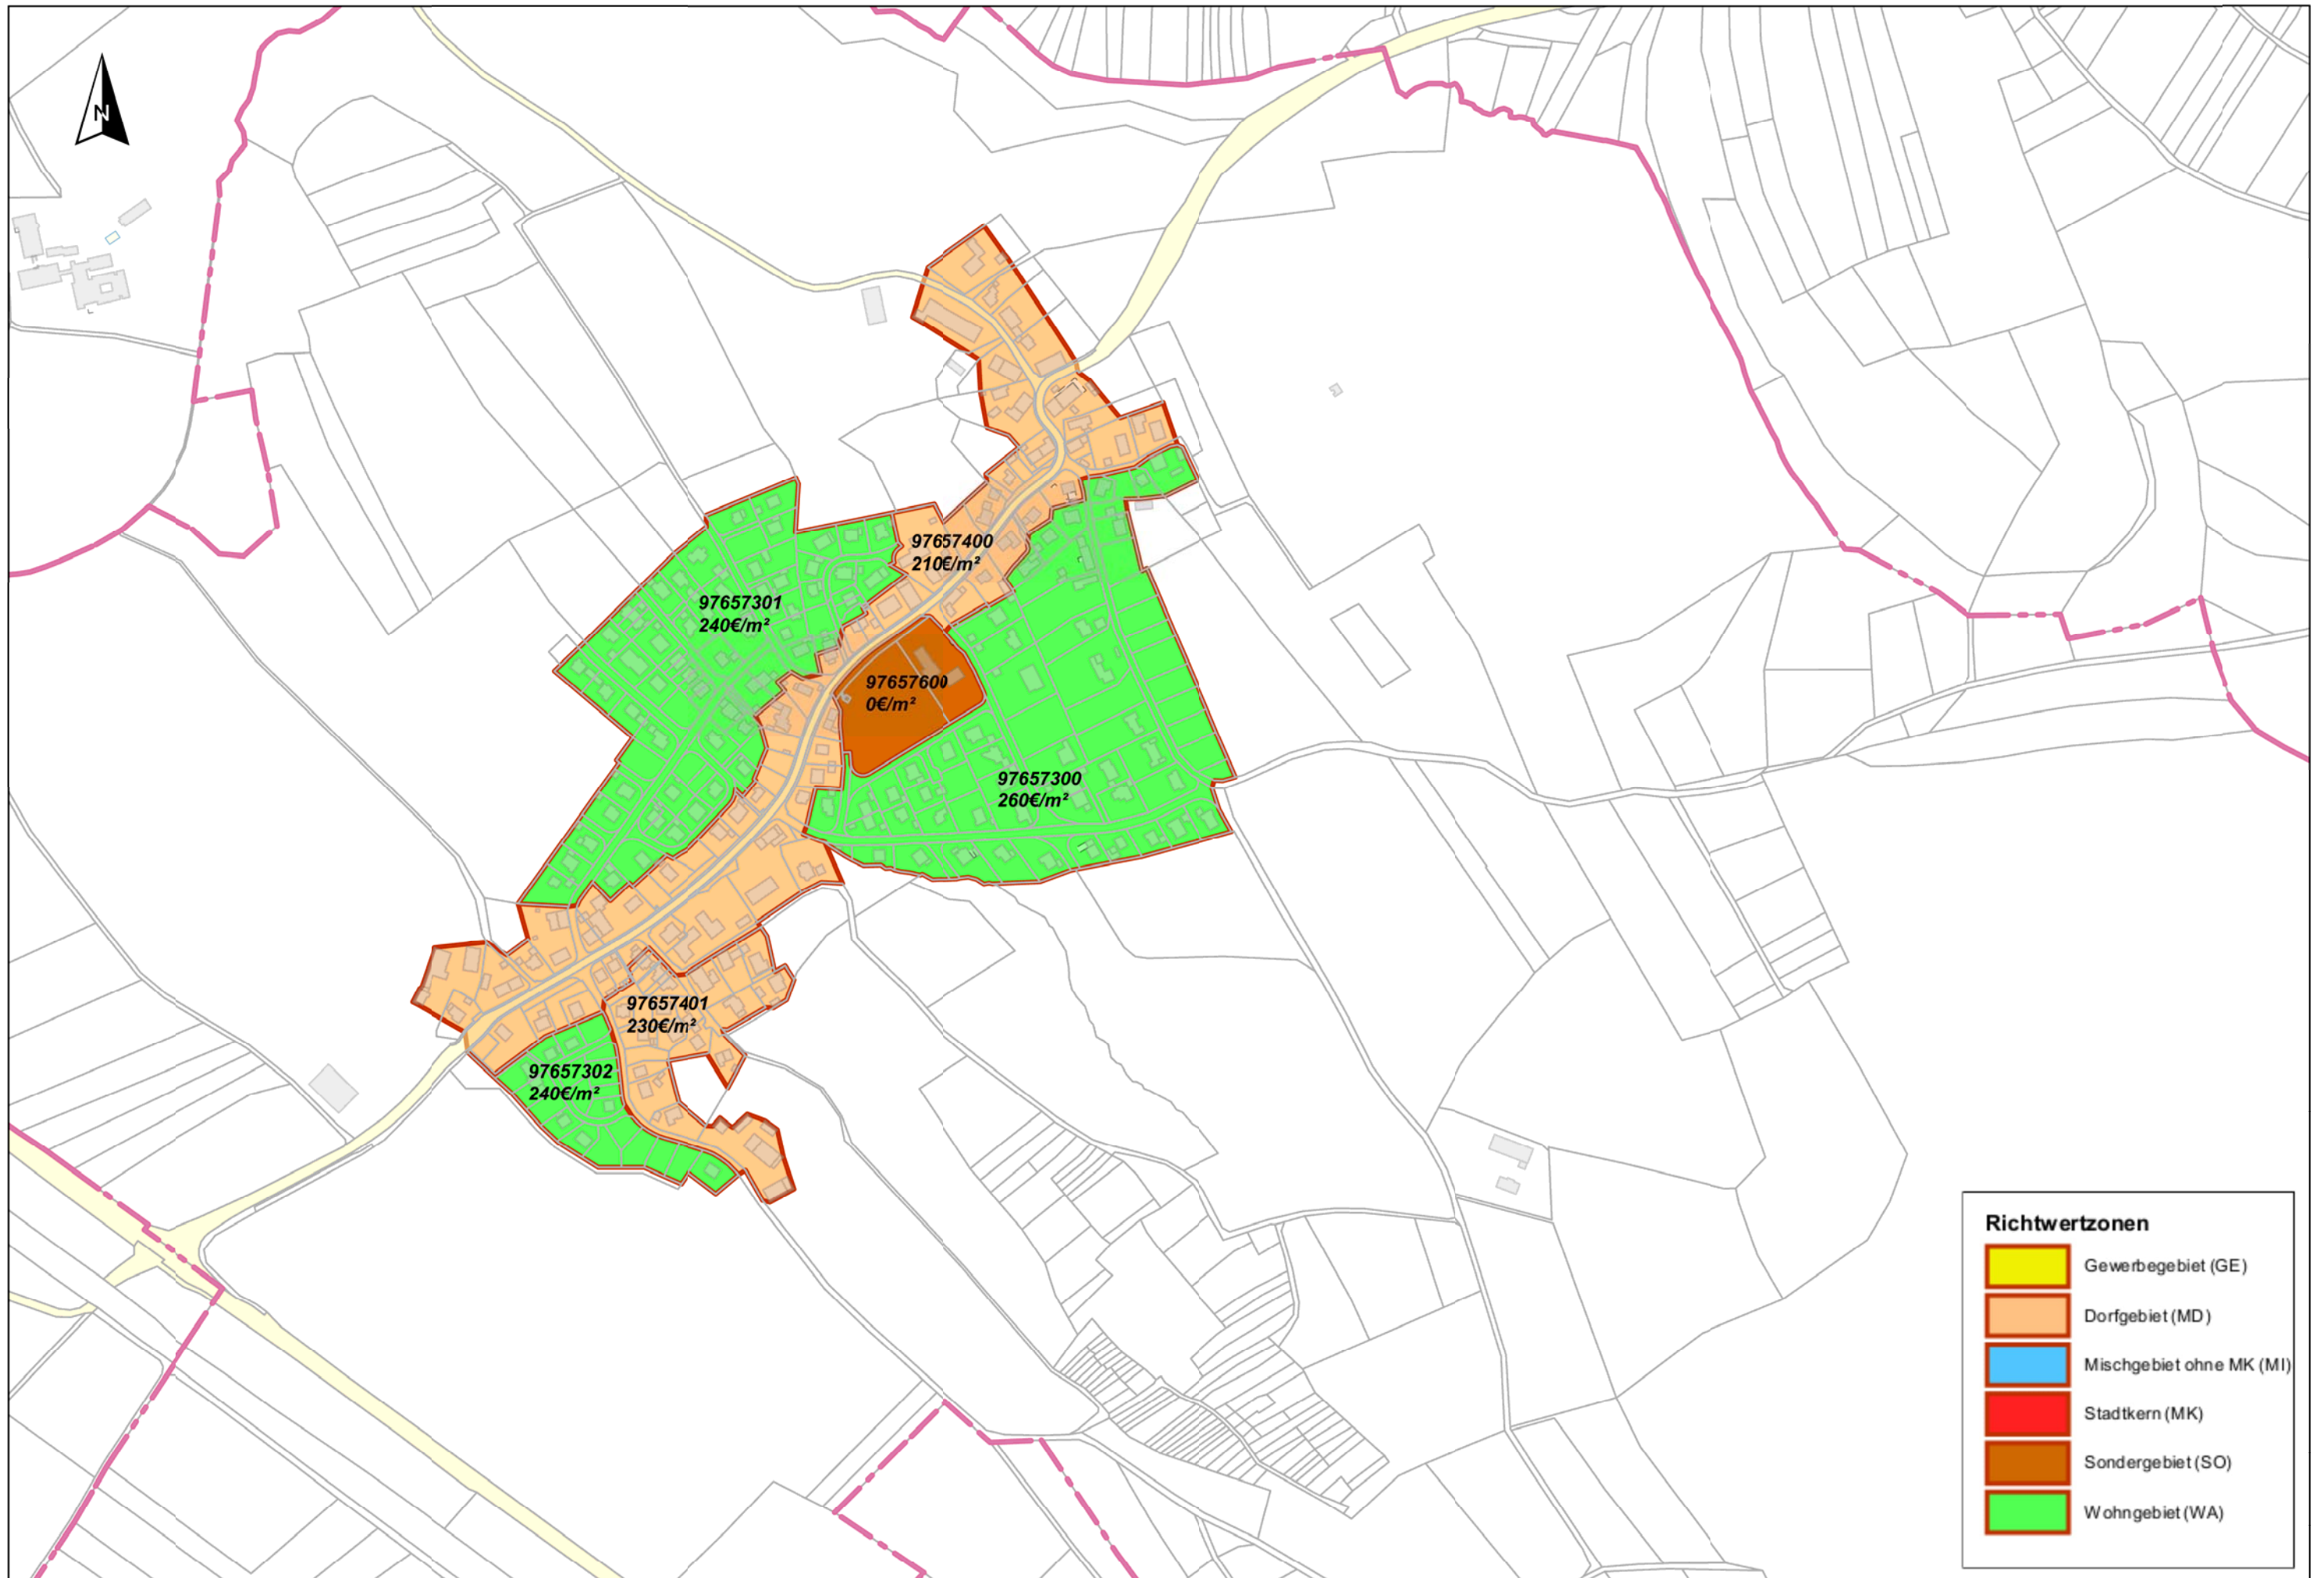 N
97657400
210€/m²
97657301
240€/m²
97657600
0€/m²
97657300
260€/m²
97657401
230€/m²
97657302
240€/m²
Richtwertzonen
Gewerbegebiet (GE)
Dorfgebiet (MD)
Mischgebiet ohne MK (MI)
Stadtkern (MK)
Sondergebiet (SO)
Wohngebiet (WA)